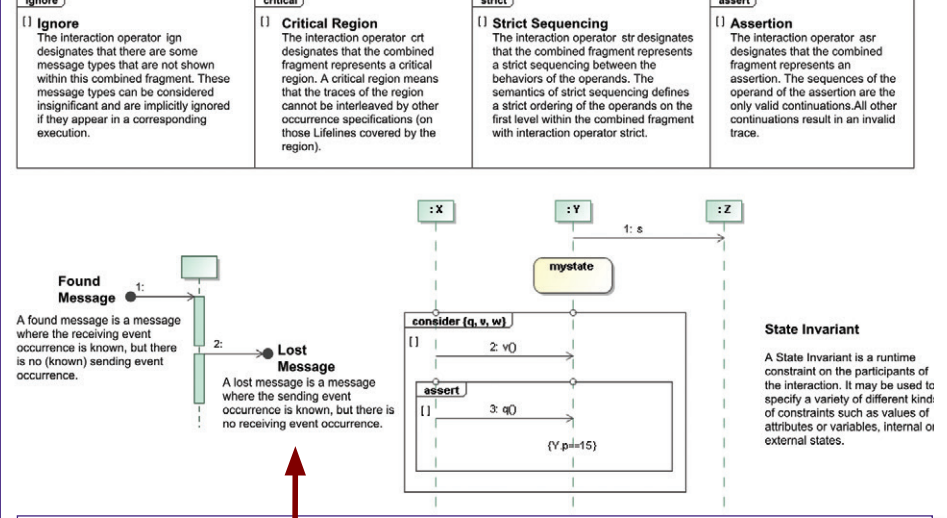 ignore
critical
strict
assert
[] Ignore
The interaction operator ign
designates that there are some
message types that are not shown
within this combined fragment. These
message types can be considered
insignificant and are implicitly ignored
if they appear in a corresponding
execution.
[] Critical Region
The interaction operator crt
designates that the combined
fragment represents a critical
region. A critical region means
that the traces of the region
cannot be interleaved by other
occurrence specifications (on
those Lifelines covered by the
region).
[] Strict Sequencing
The interaction operator str designates
that the combined fragment represents
a strict sequencing between the
behaviors of the operands. The
semantics of strict sequencing defines
a strict ordering of the operands on the
first level within the combined fragment
with interaction operator strict.
[] Assertion
The interaction operator asr
designates that the combined
fragment represents an
assertion. The sequences of the
operand of the assertion are the
only valid continuations.All other
continuations result in an invalid
trace.
Found
Message
1:
A found message is a message
where the receiving event
occurrence is known, but there
is no (known) sending event
occurrence.
2:
Lost
Message
A lost message is a message
where the sending event
occurrence is known, but there is
no receiving event occurrence.
:X
:Y
:Z
1: s
mystate
consider {q, v, w}
[]
2: v()
assert
[]
3: q()
{Y.p==15}
State Invariant
A State Invariant is a runtime
constraint on the participants of
the interaction. It may be used to
specify a variety of different kinds
of constraints such as values of
attributes or variables, internal or
external states.